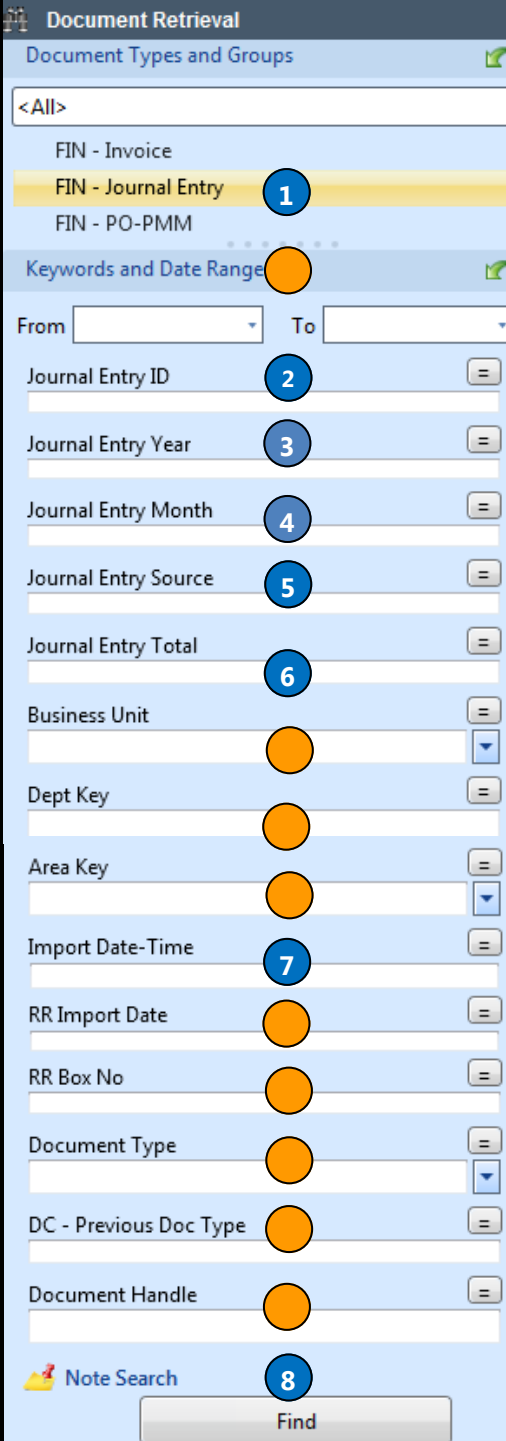 Document Retrieval
Document Types and Groups
<All>
FIN - Invoice
FIN - Journal Entry 1
FIN - PO-PMM
Keywords and Date Range
From To
Journal Entry ID 2 =
Journal Entry Year 3 =
Journal Entry Month 4 =
Journal Entry Source 5 =
Journal Entry Total =
6
Business Unit =
Dept Key =
Area Key =
Import Date-Time 7 =
RR Import Date =
RR Box No =
Document Type =
DC - Previous Doc Type =
Document Handle =
Note Search 8
Find